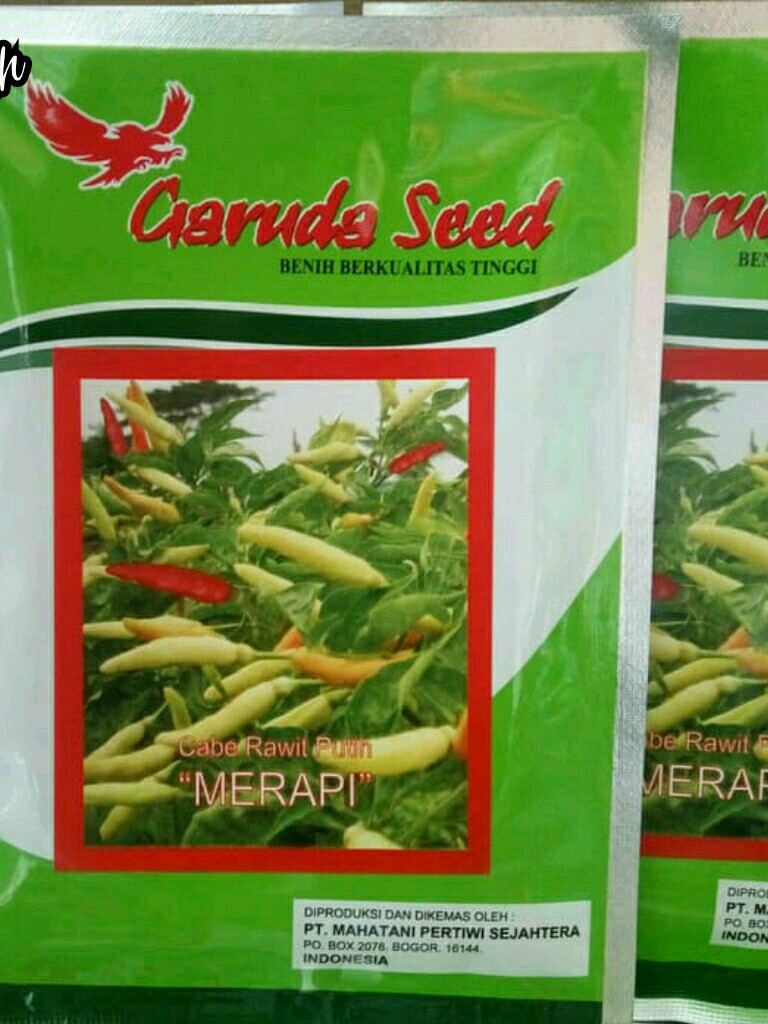 h
Garuda Seed
BENIH BERKUALITAS TINGGI
Cabe Rawit Putih
"MERAPI"
DIPRODUKSI DAN DIKEMAS OLEH :
PT. MAHATANI PERTIWI SEJAHTERA
PO. BOX 2076. BOGOR. 16144.
INDONESIA